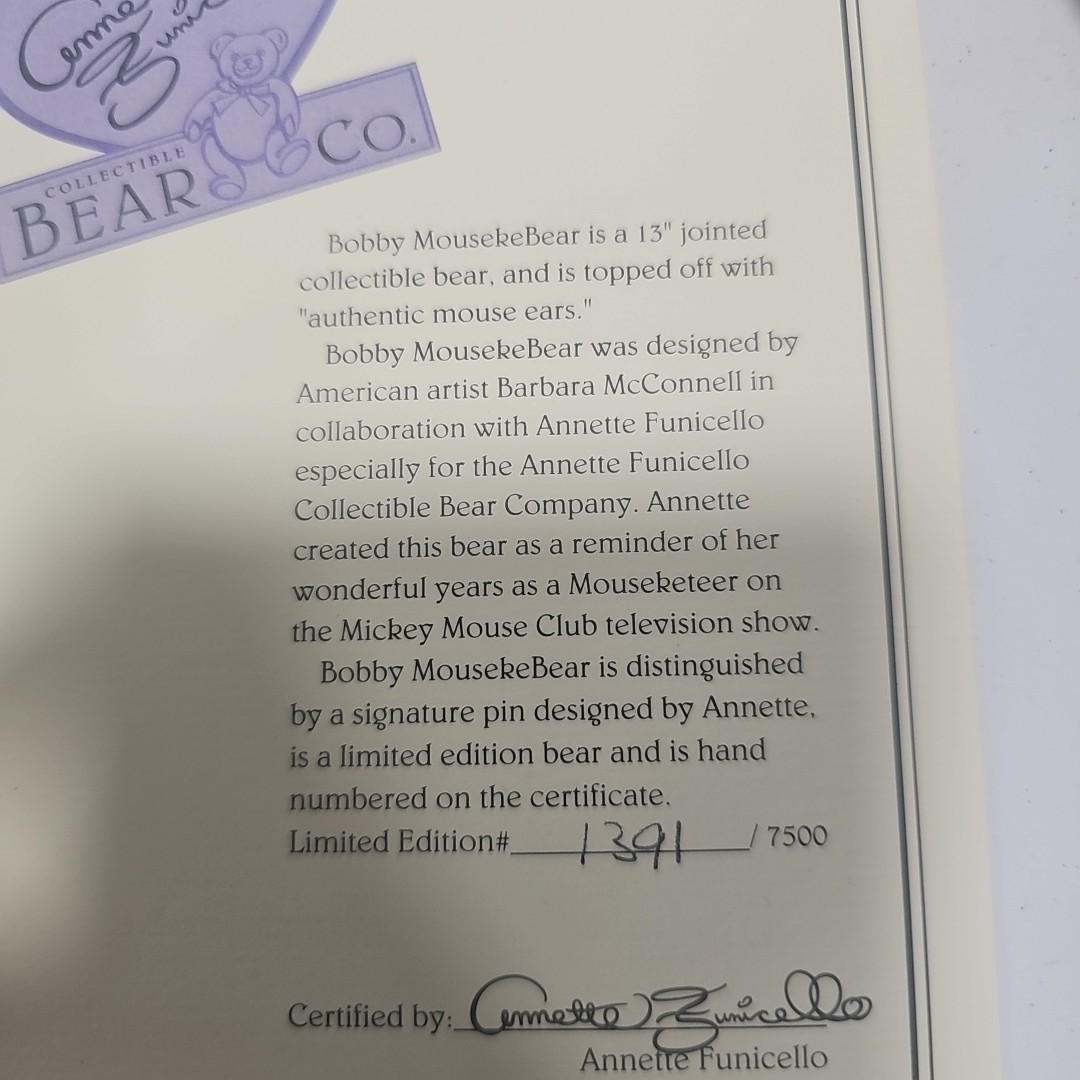 Anne
Funic
COLLECTIBLE
BEAR CO.
Bobby MousekeBear is a 13" jointed
collectible bear, and is topped off with
"authentic mouse ears."
Bobby MousekeBear was designed by
American artist Barbara McConnell in
collaboration with Annette Funicello
especially for the Annette Funicello
Collectible Bear Company. Annette
created this bear as a reminder of her
wonderful years as a Mouseketeer on
the Mickey Mouse Club television show.
Bobby MousekeBear is distinguished
by a signature pin designed by Annette,
is a limited edition bear and is hand
numbered on the certificate.
Limited Edition# 1391 / 7500
Certified by: Annette Funicello
Annette Funicello